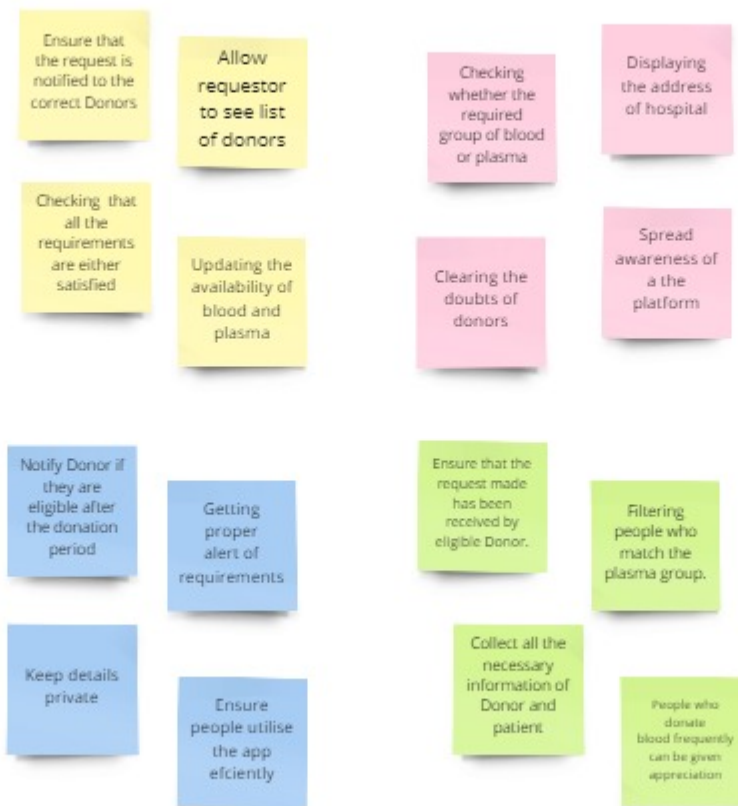 Ensure that
the request is
notified to the
correct Donors
Allow
requestor
to see list
of donors
Checking that
all the
requirements
are either
satisfied
Updating the
availability of
blood and
plasma
Checking
whether the
required
group of blood
or plasma
Displaying
the address
of hospital
Clearing the
doubts of
donors
Spread
awareness of
a the
platform
Notify Donor if
they are
eligible after
the donation
period
Getting
proper
alert of
requirements
Keep details
private
Ensure
people utilise
the app
efciently
Ensure that the
request made
has been
received by
eligible Donor.
Filtering
people who
match the
plasma group.
Collect all the
necessary
information of
Donor and
patient
People who
donate
blood frequently
can be given
appreciation